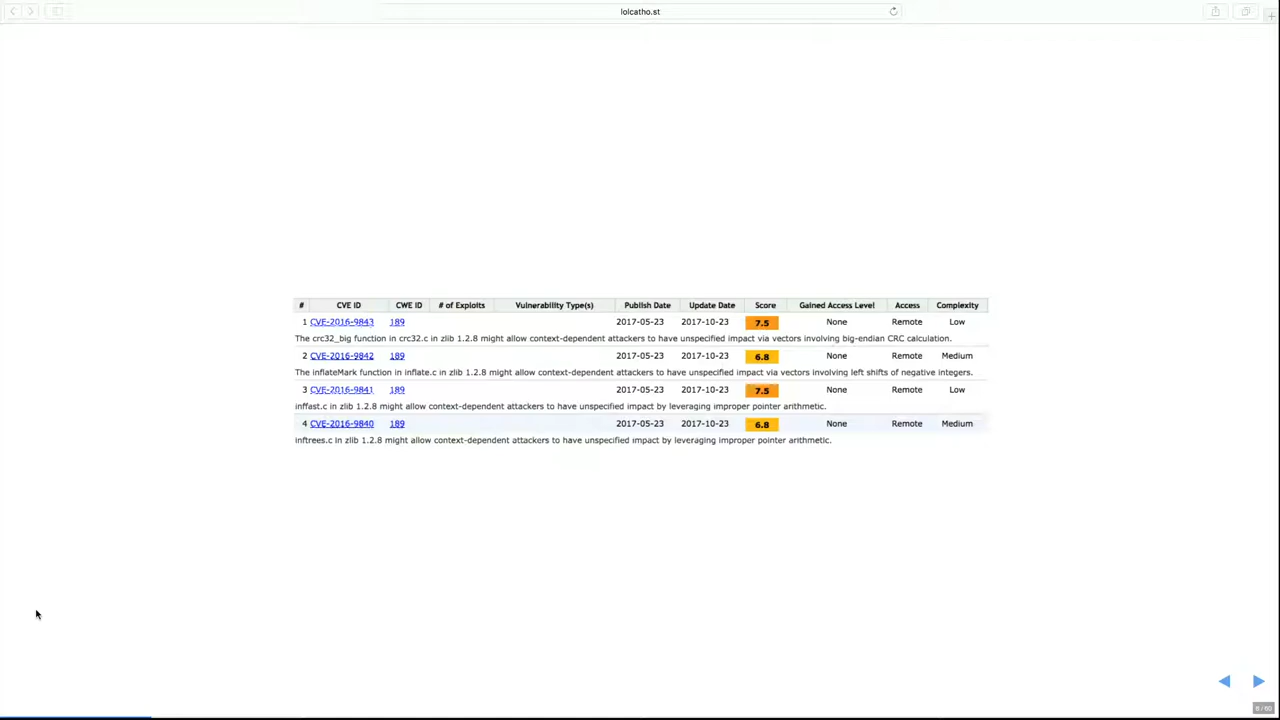 lolcatho.st
# CVE ID CWE ID # of Exploits Vulnerability Type(s) Publish Date Update Date Score Gained Access Level Access Complexity
1 CVE-2016-9843 189 2017-05-23 2017-10-23 7.5 None Remote Low
The crc32_big function in crc32.c in zlib 1.2.8 might allow context-dependent attackers to have unspecified impact via vectors involving big-endian CRC calculation.
2 CVE-2016-9842 189 2017-05-23 2017-10-23 6.8 None Remote Medium
The inflateMark function in inflate.c in zlib 1.2.8 might allow context-dependent attackers to have unspecified impact via vectors involving left shifts of negative integers.
3 CVE-2016-9841 189 2017-05-23 2017-10-23 7.5 None Remote Low
inffast.c in zlib 1.2.8 might allow context-dependent attackers to have unspecified impact by leveraging improper pointer arithmetic.
4 CVE-2016-9840 189 2017-05-23 2017-10-23 6.8 None Remote Medium
inftrees.c in zlib 1.2.8 might allow context-dependent attackers to have unspecified impact by leveraging improper pointer arithmetic.